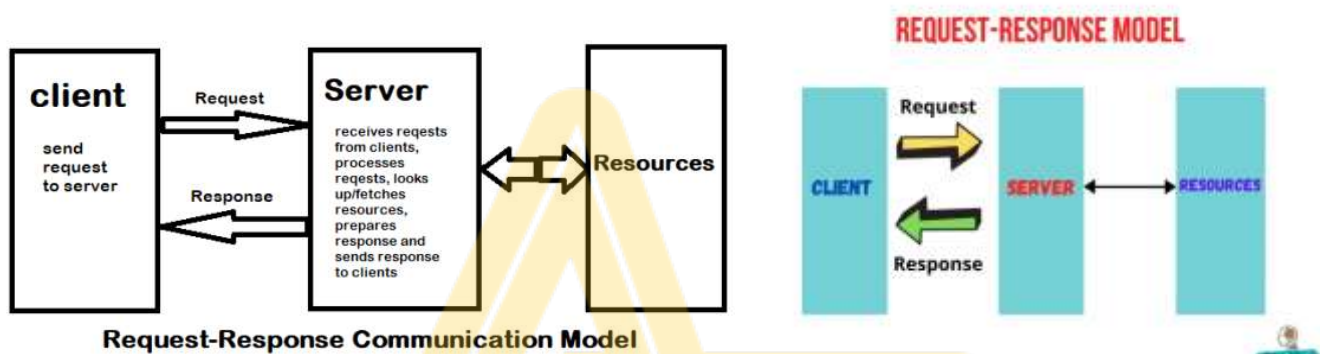 client
send
request
to server
Request
Response
Server
receives reqests
from clients,
processes
reqests, looks
up/fetches
resources,
prepares
response and
sends response
to clients
Resources
Request-Response Communication Model
REQUEST-RESPONSE MODEL
CLIENT
Request
Response
SERVER
RESOURCES